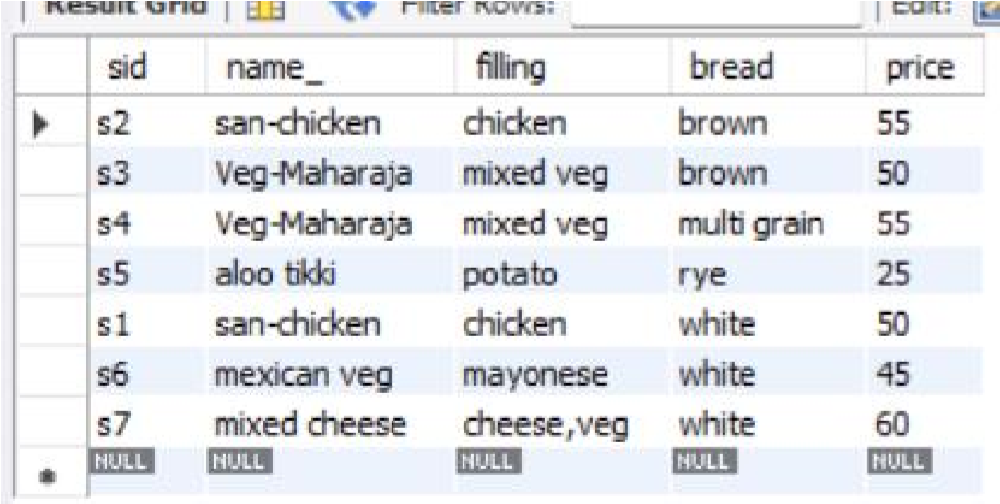 Result Grid Filter Rows: Edit:
sid name_ filling bread price
s2 san-chicken chicken brown 55
s3 Veg-Maharaja mixed veg brown 50
s4 Veg-Maharaja mixed veg multi grain 55
s5 aloo tikki potato rye 25
s1 san-chicken chicken white 50
s6 mexican veg mayonese white 45
s7 mixed cheese cheese,veg white 60
NULL NULL NULL NULL NULL